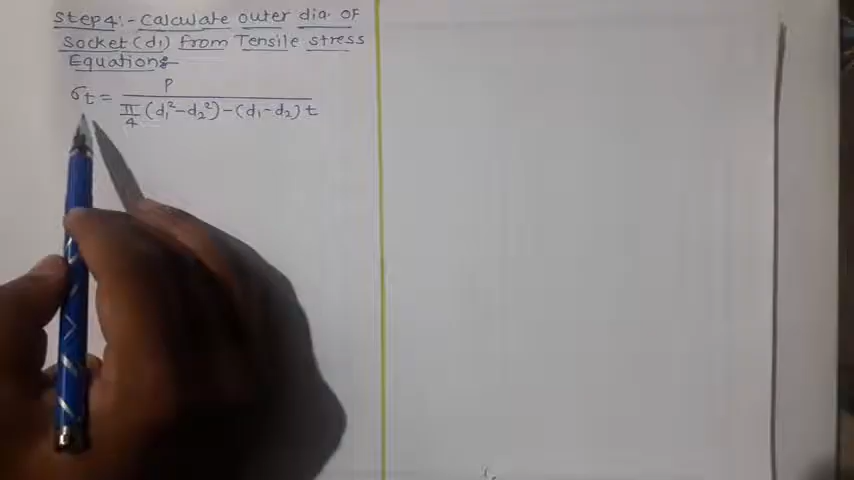 Step 4:- Calculate outer dia. of
Socket (d1) from Tensile stress
Equation:-
σt = P / π/4 (d1² - d2²) - (d1 - d2) t